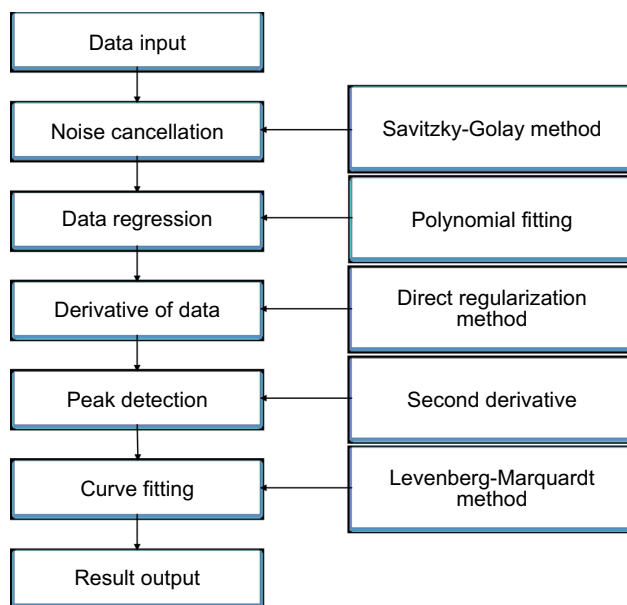 Data input
Noise cancellation
Savitzky-Golay method
Data regression
Polynomial fitting
Derivative of data
Direct regularization
method
Peak detection
Second derivative
Curve fitting
Levenberg-Marquardt
method
Result output